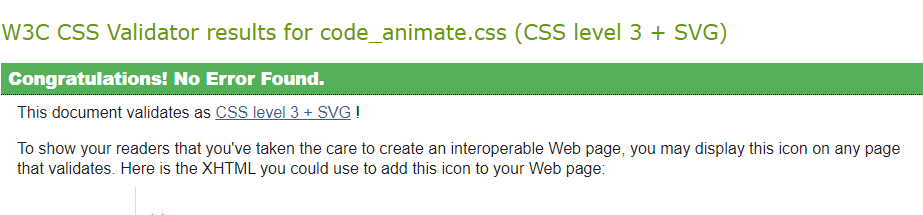 W3C CSS Validator results for code_animate.css (CSS level 3 + SVG)
Congratulations! No Error Found.
This document validates as CSS level 3 + SVG !
To show your readers that you've taken the care to create an interoperable Web page, you may display this icon on any page
that validates. Here is the XHTML you could use to add this icon to your Web page: